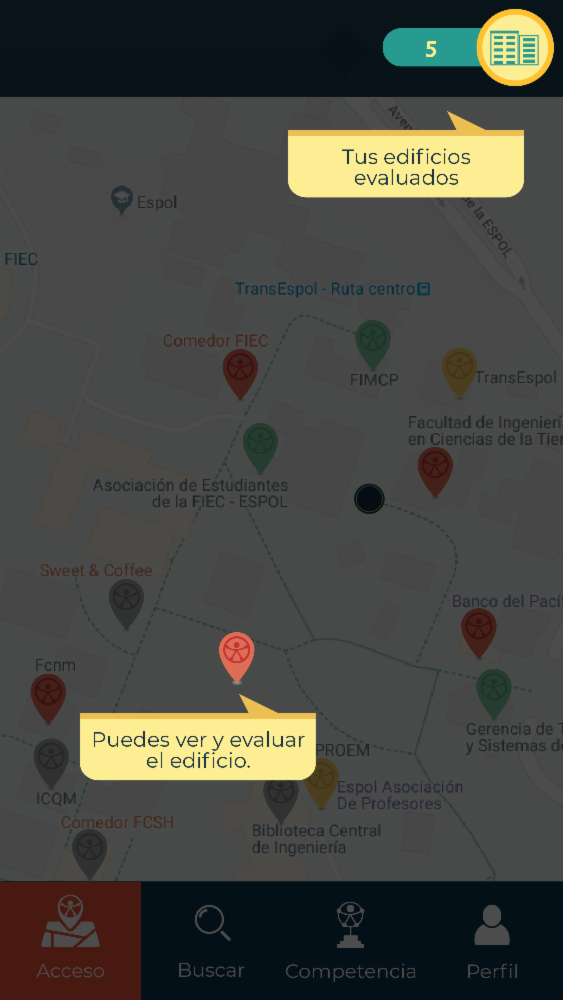 5
Tus edificios
evaluados
Avenida
de la ESPOL
Espol
FIEC
TransEspol - Ruta centro
Comedor FIEC
FIMCP
TransEspol
Facultad de Ingenierí
en Ciencias de la Tier
Asociación de Estudiantes
de la FIEC - ESPOL
Sweet & Coffee
Banco del Pací
Fcnm
Gerencia de T
y Sistemas de
Puedes ver y evaluar
el edificio.
PROEM
ICQM
Espol Asociación
De Profesores
Comedor FCSH
Biblioteca Central
de Ingeniería
Acceso
Buscar
Competencia
Perfil